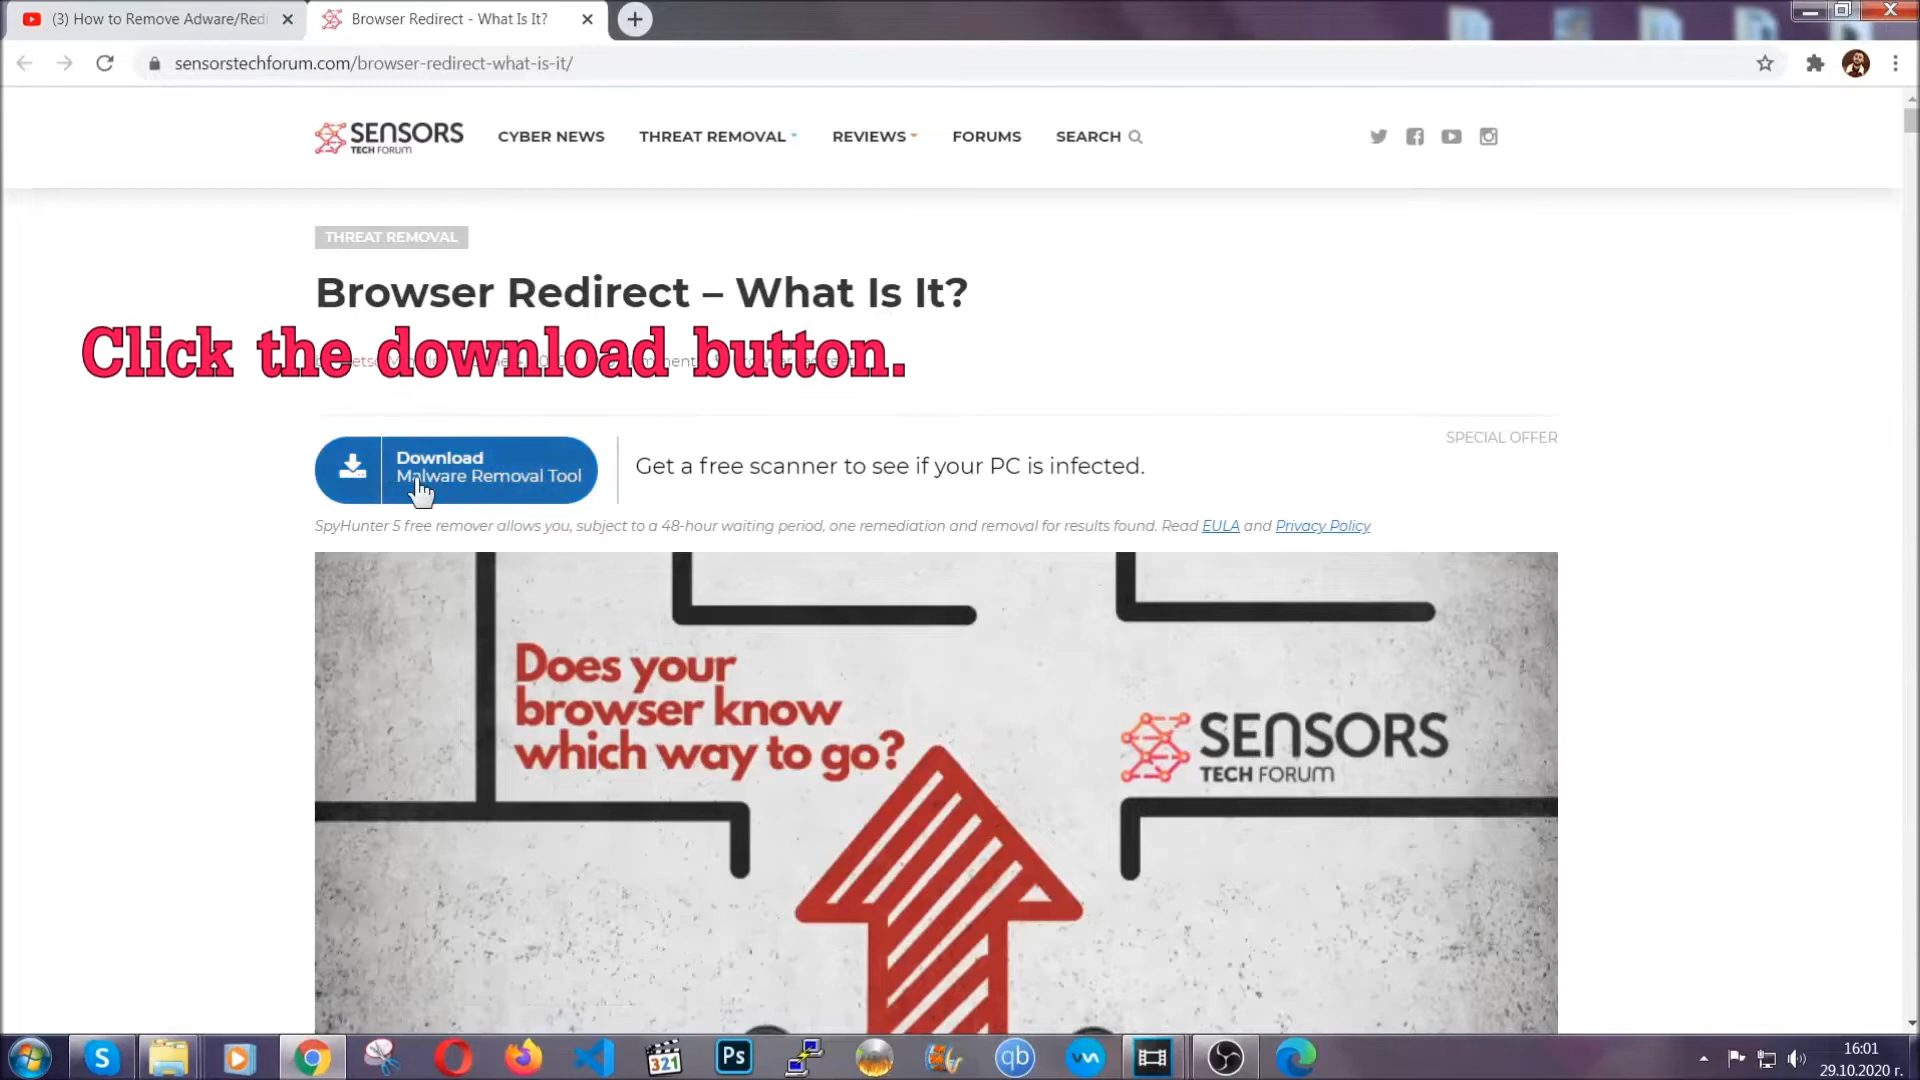 (3) How to Remove Adware/Redi
Browser Redirect - What Is It?
sensorstechforum.com/browser-redirect-what-is-it/
SENSORS
TECH FORUM
CYBER NEWS
THREAT REMOVAL
REVIEWS
FORUMS
SEARCH
THREAT REMOVAL
Browser Redirect – What Is It?
Click the download button.
SPECIAL OFFER
Download
Malware Removal Tool
Get a free scanner to see if your PC is infected.
SpyHunter 5 free remover allows you, subject to a 48-hour waiting period, one remediation and removal for results found. Read EULA and Privacy Policy
Does your
browser know
which way to go?
SENSORS
TECH FORUM
321
Ps
qb
16:01
29.10.2020 г.